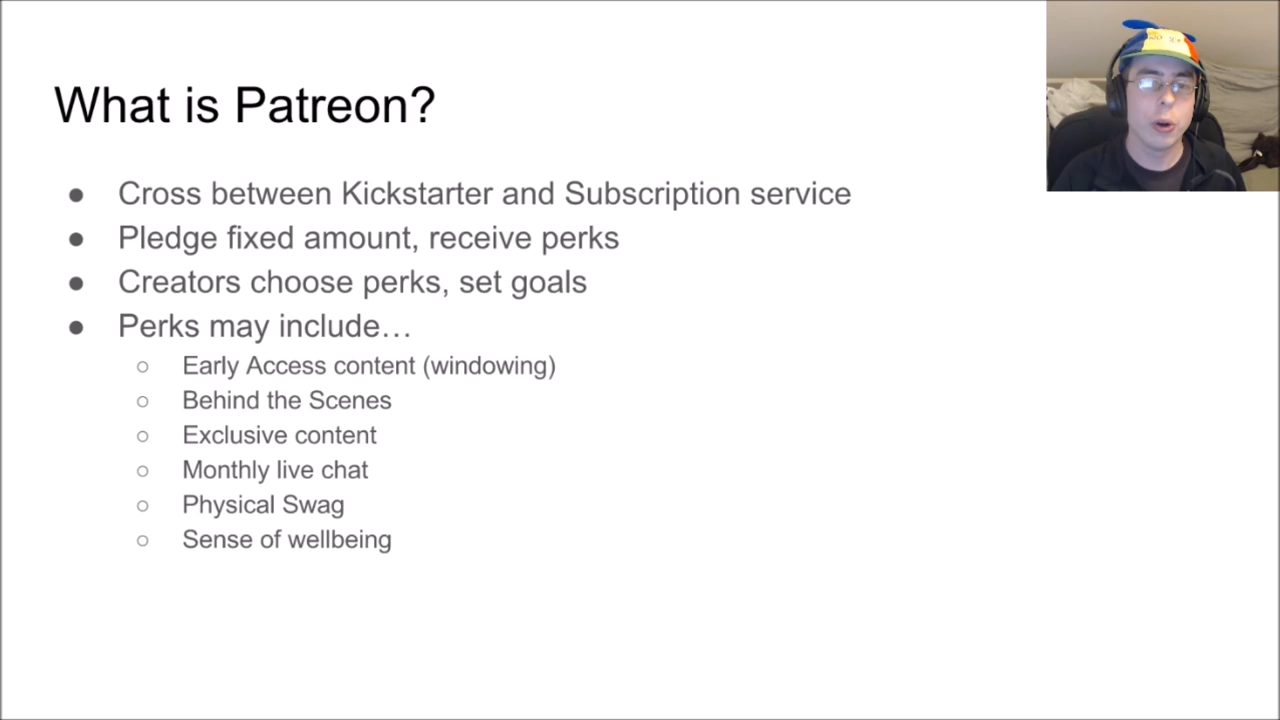 What is Patreon?
● Cross between Kickstarter and Subscription service
● Pledge fixed amount, receive perks
● Creators choose perks, set goals
● Perks may include…
○ Early Access content (windowing)
○ Behind the Scenes
○ Exclusive content
○ Monthly live chat
○ Physical Swag
○ Sense of wellbeing